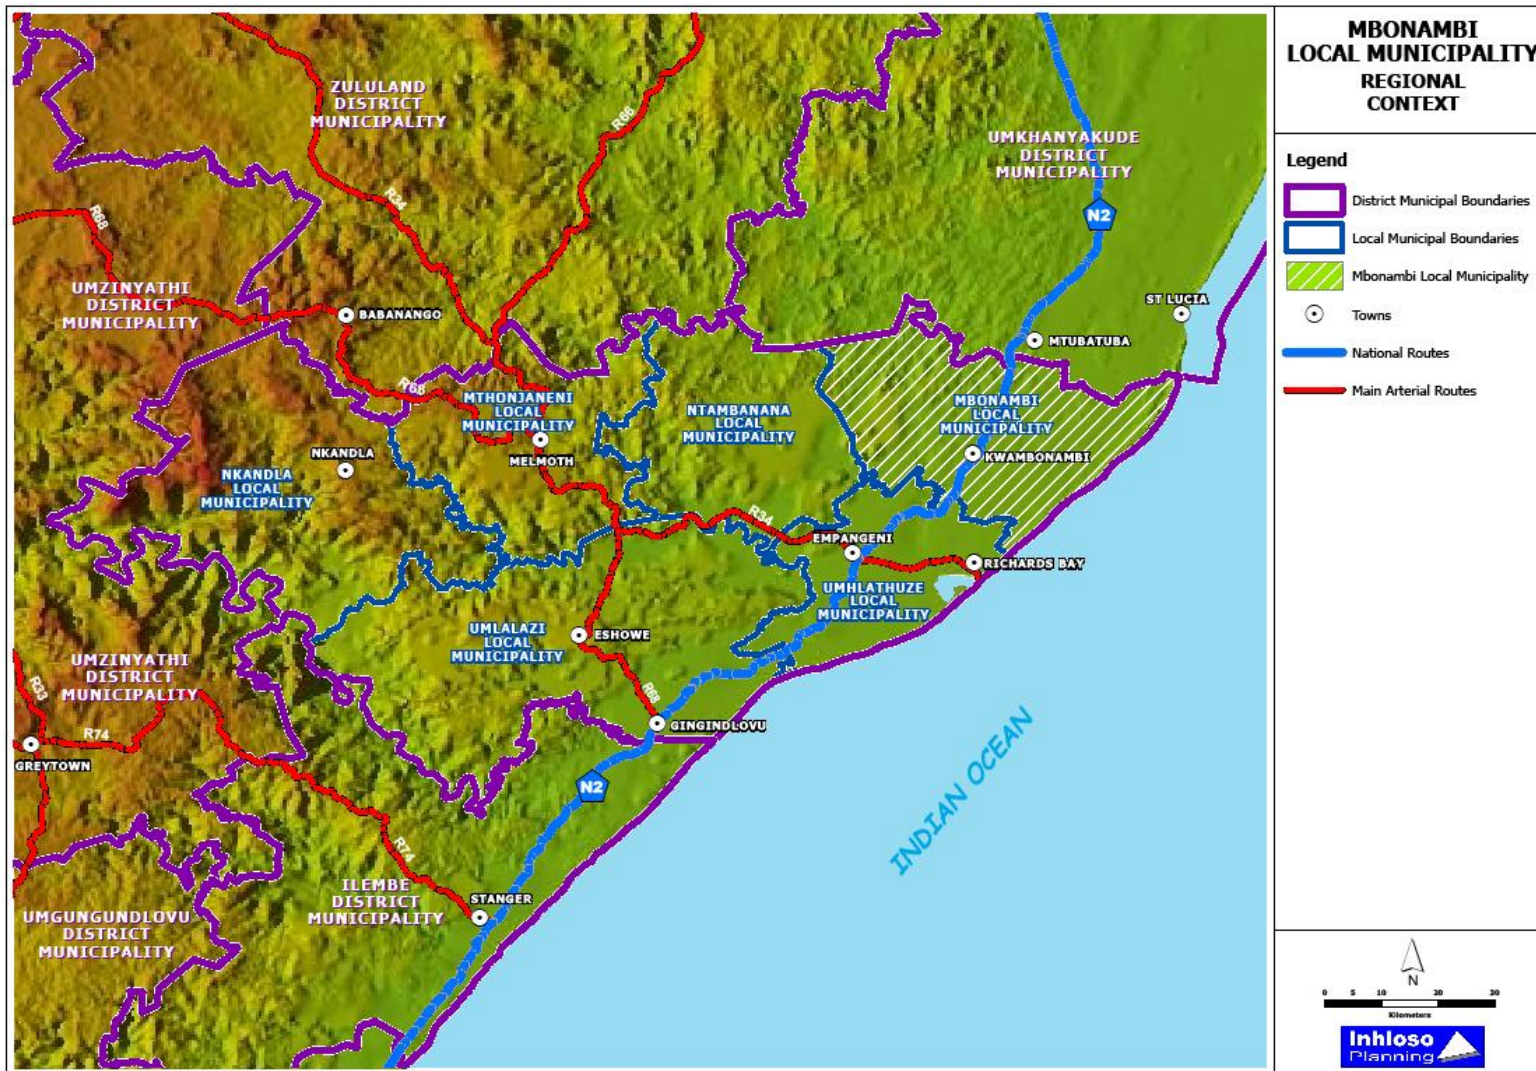 MBONAMBI
LOCAL MUNICIPALITY
REGIONAL
CONTEXT
Legend
District Municipal Boundaries
Local Municipal Boundaries
Mbonambi Local Municipality
Towns
National Routes
Main Arterial Routes
ZULULAND
DISTRICT
MUNICIPALITY
R66
R34
UMKHANYAKUDE
DISTRICT
MUNICIPALITY
N2
R68
UMZINYATHI
DISTRICT
MUNICIPALITY
BABANANGO
ST LUCIA
MTUBATUBA
R68
MTHONJANENI
LOCAL
MUNICIPALITY
MELMOTH
NTAMBANANA
LOCAL
MUNICIPALITY
MBONAMBI
LOCAL
MUNICIPALITY
KWAMBONAMBI
NKANDLA
NKANDLA
LOCAL
MUNICIPALITY
R34
EMPANGENI
RICHARDS BAY
UMHLATHUZE
LOCAL
MUNICIPALITY
UMLALAZI
LOCAL
MUNICIPALITY
ESHOWE
R68
GINGINDLOVU
UMZINYATHI
DISTRICT
MUNICIPALITY
R33
R74
GREYTOWN
N2
INDIAN OCEAN
R74
ILEMBE
DISTRICT
MUNICIPALITY
STANGER
UMGUNGUNDLOVU
DISTRICT
MUNICIPALITY
N
0 5 10 20 30
Kilometers
Inhloso
Planning